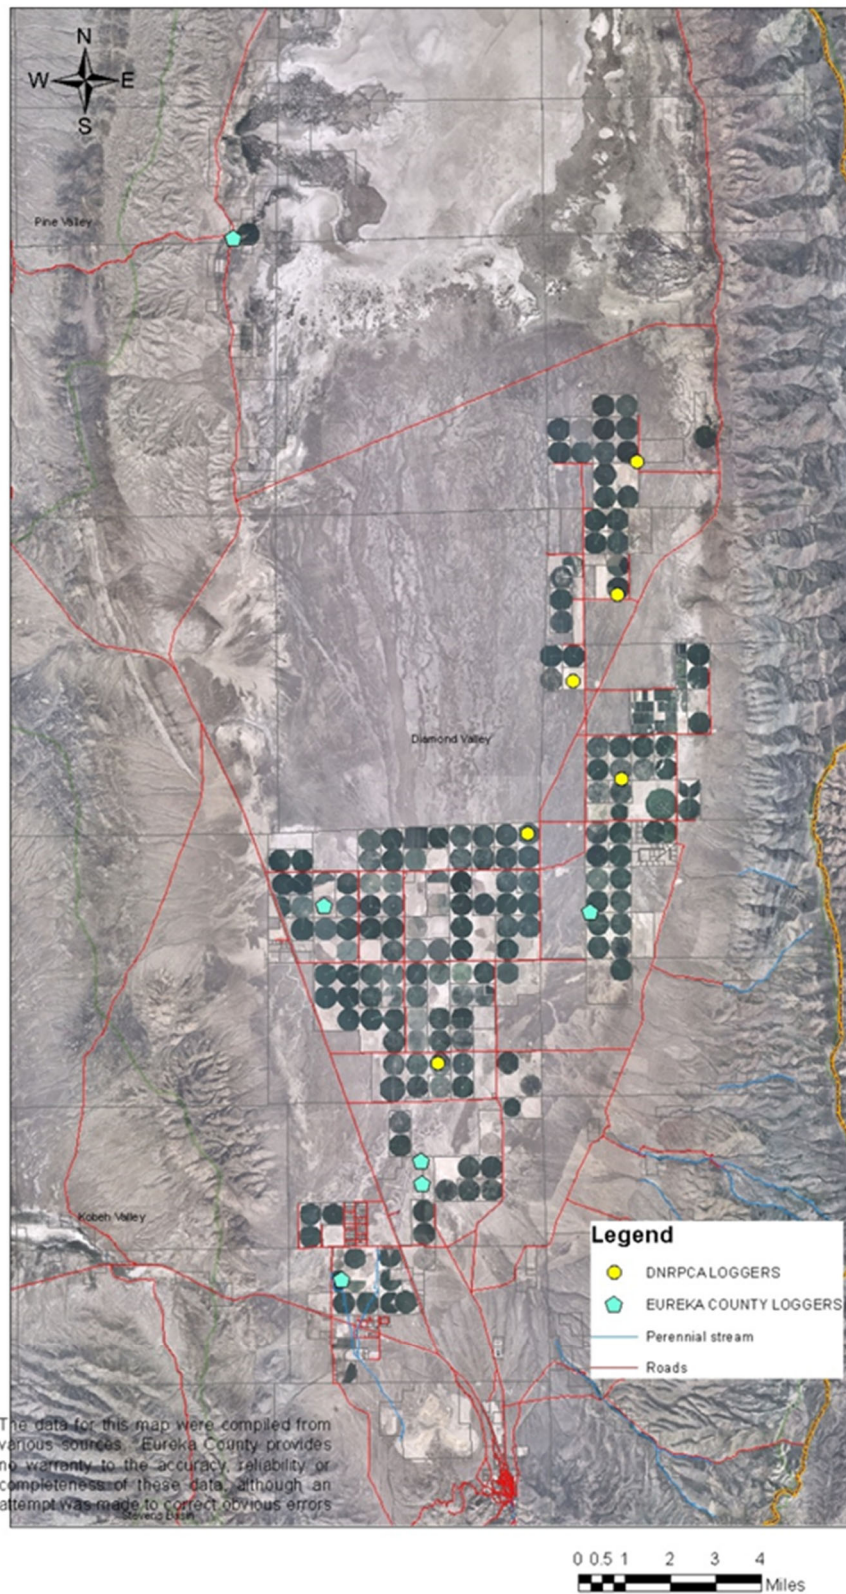 N
W E
S
Pine Valley
Diamond Valley
Kobeh Valley
Legend
DNRPCA LOGGERS
EUREKA COUNTY LOGGERS
Perennial stream
Roads
The data for this map were compiled from
various sources. Eureka County provides
no warranty to the accuracy, reliability or
completeness of these data, although an
attempt was made to correct obvious errors
Stevens Basin
0 0.5 1 2 3 4
Miles